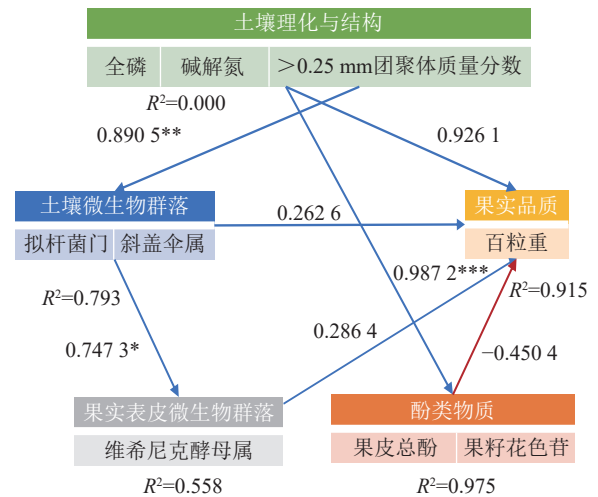 土壤理化与结构
全磷 碱解氮 >0.25 mm团聚体质量分数
R²=0.000
0.890 5** 0.926 1
土壤微生物群落 果实品质
0.262 6
拟杆菌门 斜盖伞属 百粒重
0.987 2***
R²=0.793 R²=0.915
0.286 4
0.747 3* −0.450 4
果实表皮微生物群落 酚类物质
维希尼克酵母属 果皮总酚 果籽花色苷
R²=0.558 R²=0.975